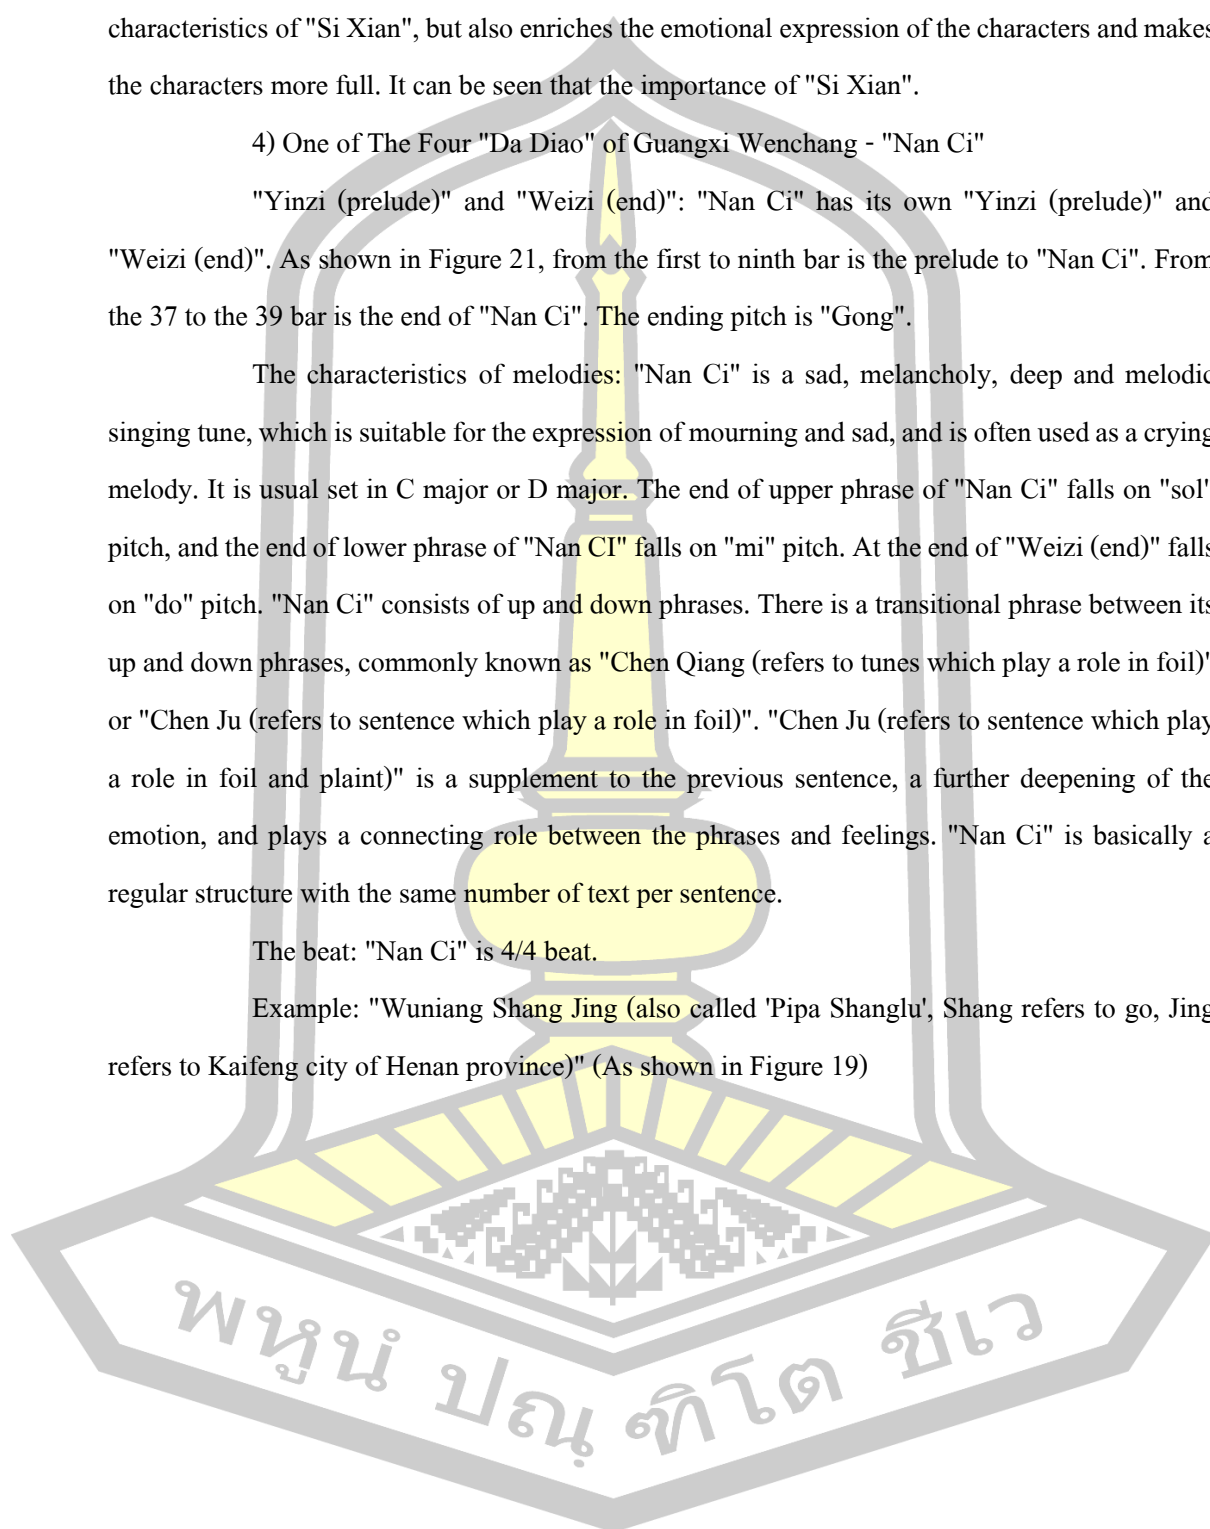 characteristics of "Si Xian", but also enriches the emotional expression of the characters and makes
the characters more full. It can be seen that the importance of "Si Xian".
4) One of The Four "Da Diao" of Guangxi Wenchang - "Nan Ci"
"Yinzi (prelude)" and "Weizi (end)": "Nan Ci" has its own "Yinzi (prelude)" and
"Weizi (end)". As shown in Figure 21, from the first to ninth bar is the prelude to "Nan Ci". From
the 37 to the 39 bar is the end of "Nan Ci". The ending pitch is "Gong".
The characteristics of melodies: "Nan Ci" is a sad, melancholy, deep and melodic
singing tune, which is suitable for the expression of mourning and sad, and is often used as a crying
melody. It is usual set in C major or D major. The end of upper phrase of "Nan Ci" falls on "sol"
pitch, and the end of lower phrase of "Nan CI" falls on "mi" pitch. At the end of "Weizi (end)" falls
on "do" pitch. "Nan Ci" consists of up and down phrases. There is a transitional phrase between its
up and down phrases, commonly known as "Chen Qiang (refers to tunes which play a role in foil)"
or "Chen Ju (refers to sentence which play a role in foil)". "Chen Ju (refers to sentence which play
a role in foil and plaint)" is a supplement to the previous sentence, a further deepening of the
emotion, and plays a connecting role between the phrases and feelings. "Nan Ci" is basically a
regular structure with the same number of text per sentence.
The beat: "Nan Ci" is 4/4 beat.
Example: "Wuniang Shang Jing (also called 'Pipa Shanglu', Shang refers to go, Jing
refers to Kaifeng city of Henan province)" (As shown in Figure 19)
พหูนํ ปณฺฑิโต ชีเว